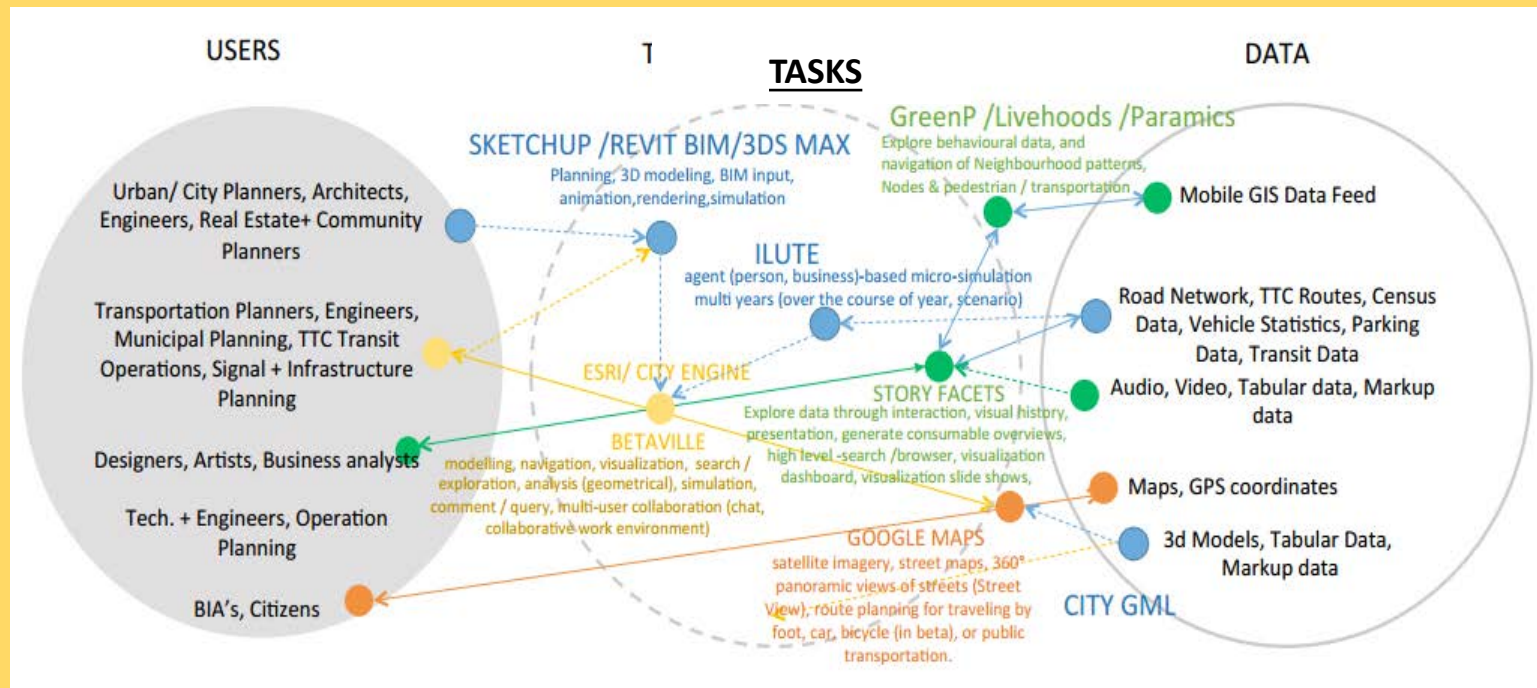 USERS
T
TASKS
DATA
Urban/ City Planners, Architects,
Engineers, Real Estate+ Community
Planners
Transportation Planners, Engineers,
Municipal Planning, TTC Transit
Operations, Signal + Infrastructure
Planning
Designers, Artists, Business analysts
Tech. + Engineers, Operation
Planning
BIA's, Citizens
SKETCHUP /REVIT BIM/3DS MAX
Planning, 3D modeling, BIM input,
animation,rendering,simulation
GreenP /Livehoods /Paramics
Explore behavioural data, and
navigation of Neighbourhood patterns,
Nodes & pedestrian / transportation
ILUTE
agent (person, business)-based micro-simulation
multi years (over the course of year, scenario)
ESRI/ CITY ENGINE
BETAVILLE
modelling, navigation, visualization, search /
exploration, analysis (geometrical), simulation,
comment / query, multi-user collaboration (chat,
collaborative work environment)
STORY FACETS
Explore data through interaction, visual history,
presentation, generate consumable overviews,
high level -search /browser, visualization
dashboard, visualization slide shows,
GOOGLE MAPS
satellite imagery, street maps, 360°
panoramic views of streets (Street
View), route planning for traveling by
foot, car, bicycle (in beta), or public
transportation.
Mobile GIS Data Feed
Road Network, TTC Routes, Census
Data, Vehicle Statistics, Parking
Data, Transit Data
Audio, Video, Tabular data, Markup
data
Maps, GPS coordinates
3d Models, Tabular Data,
Markup data
CITY GML